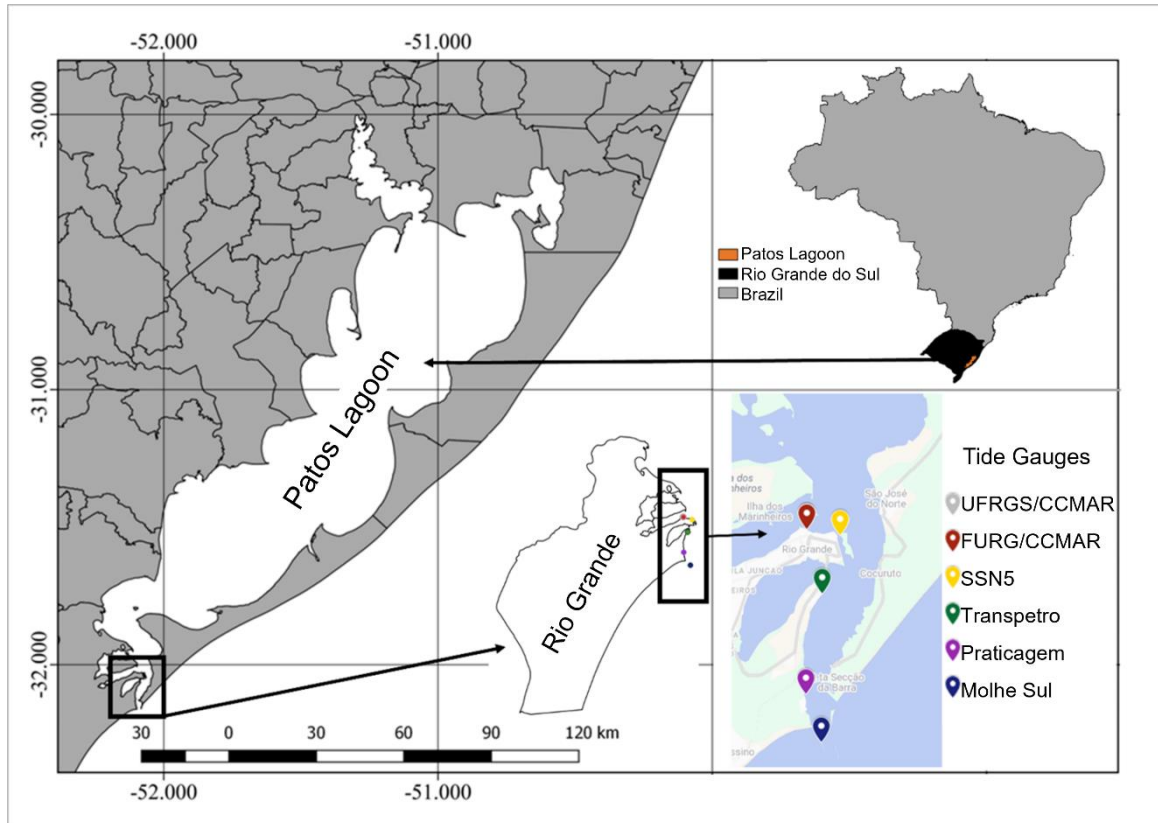 -52.000
-51.000
-30.000
-31.000
-32.000
Patos Lagoon
Patos Lagoon
Rio Grande do Sul
Brazil
Rio Grande
Ilha dos
Marinheiros
São José
do Norte
Rio Grande
Cocuruto
da Barra
Tide Gauges
UFRGS/CCMAR
FURG/CCMAR
SSN5
Transpetro
Praticagem
Molhe Sul
30 0 30 60 90 120 km
-52.000
-51.000